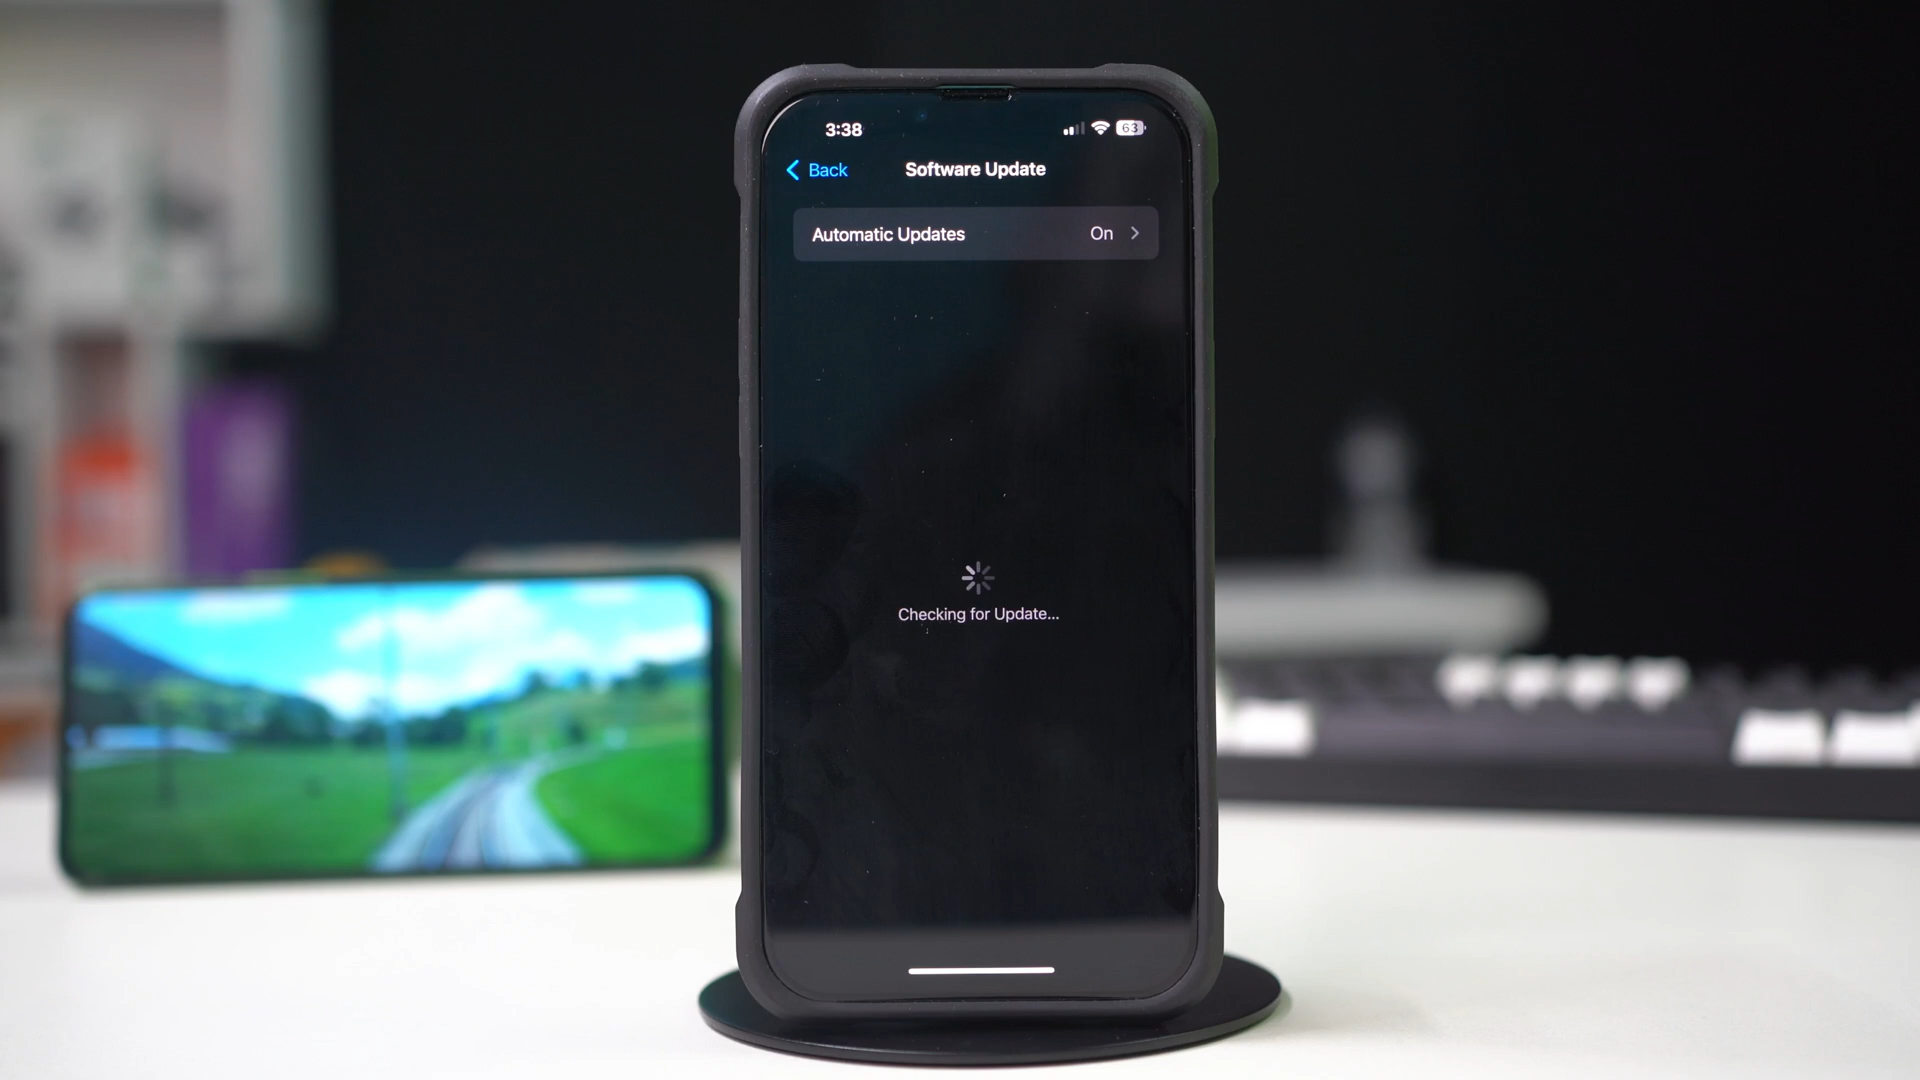 3:38
63
Back
Software Update
Automatic Updates On
Checking for Update...